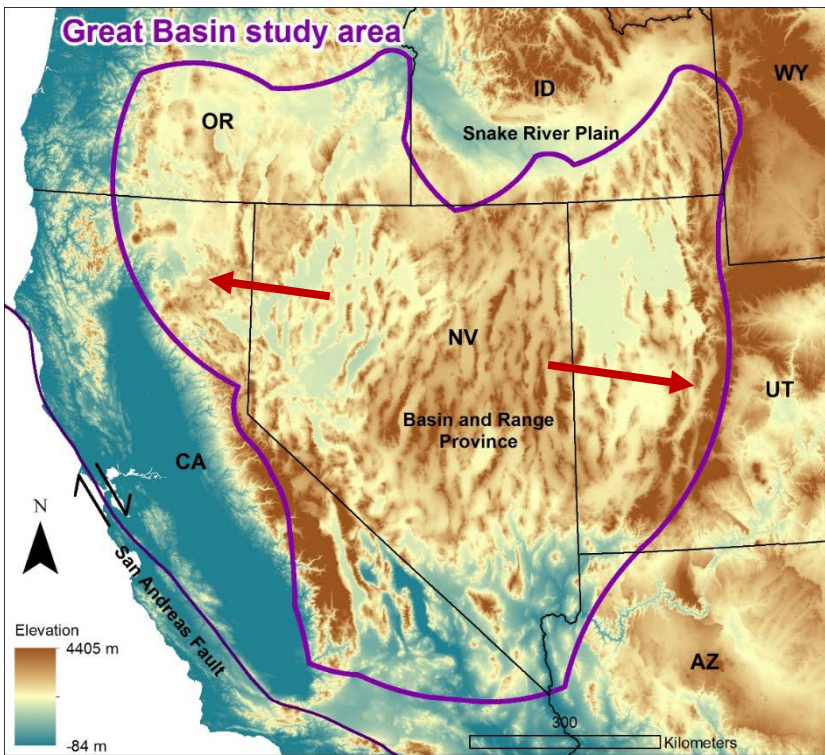 Great Basin study area
WY
ID
OR
Snake River Plain
NV
UT
Basin and Range
Province
CA
N
San Andreas Fault
Elevation
4405 m
-84 m
AZ
300
Kilometers